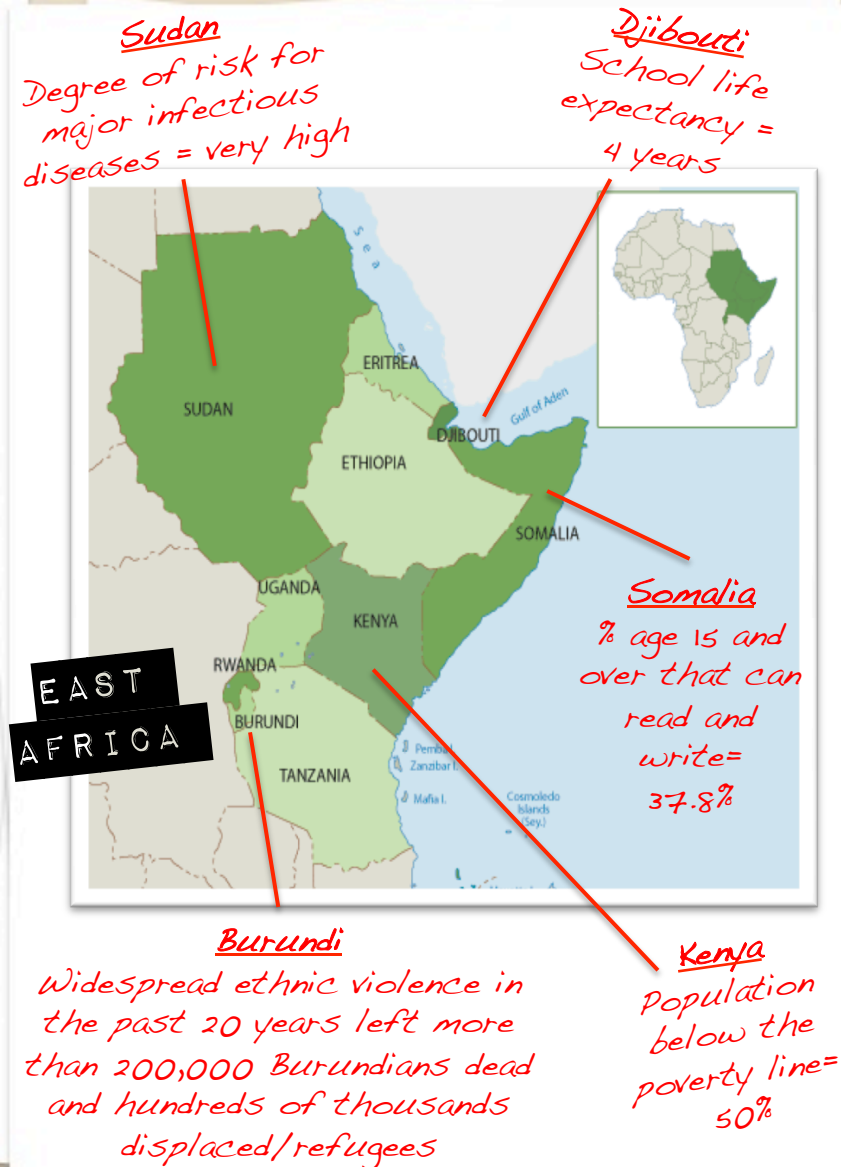 Sudan
Degree of risk for
major infectious
diseases = very high
Djibouti
School life
expectancy =
4 years
Sea
ERITREA
SUDAN
Gulf of Aden
DJIBOUTI
ETHIOPIA
SOMALIA
UGANDA
KENYA
RWANDA
BURUNDI
TANZANIA
Pemba I.
Zanzibar I.
Mafia I.
Cosmoledo
Islands
(Sey.)
EAST
AFRICA
Somalia
% age 15 and
over that can
read and
write=
37.8%
Burundi
Widespread ethnic violence in
the past 20 years left more
than 200,000 Burundians dead
and hundreds of thousands
displaced/refugees
Kenya
Population
below the
poverty line=
50%